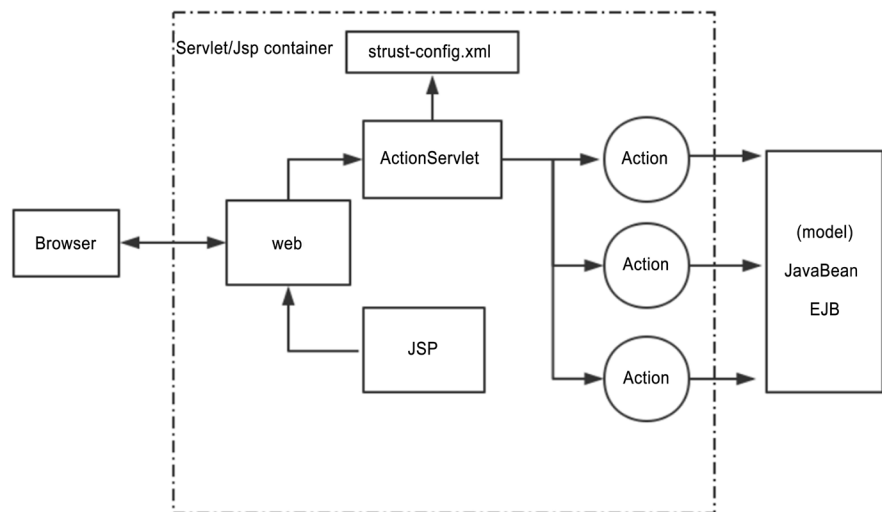 Servlet/Jsp container
strust-config.xml
ActionServlet
Action
Browser
web
Action
(model)
JavaBean
EJB
JSP
Action